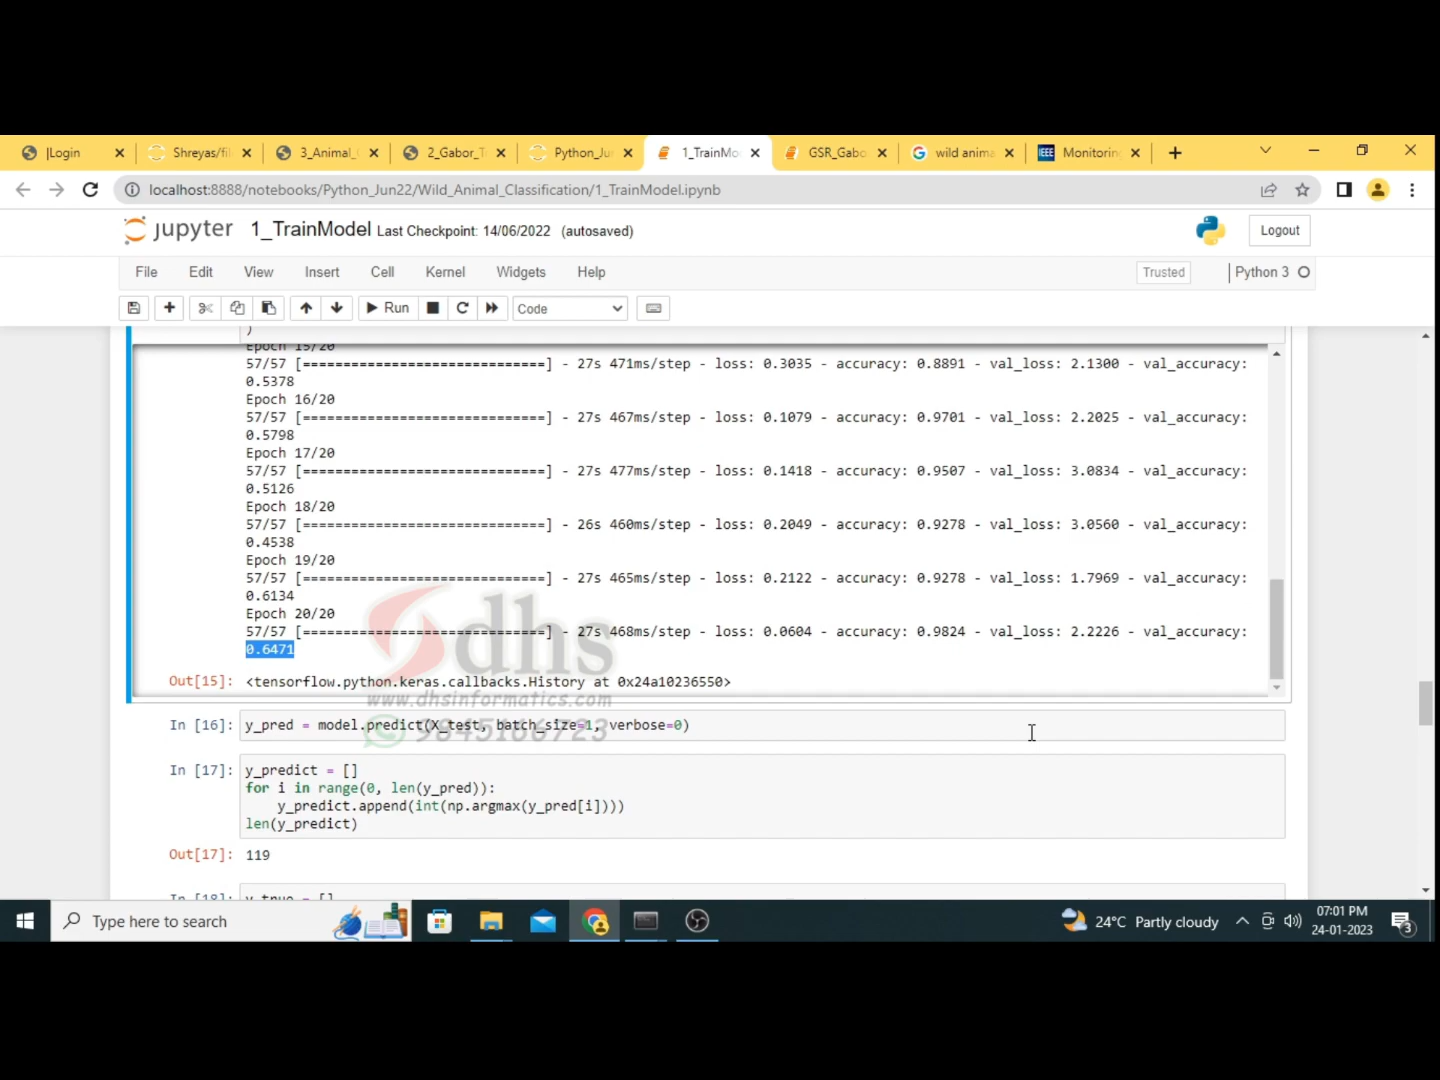 |Login
Shreyas/fil
3_Animal_
2_Gabor_T
Python_Ju
1_TrainMo
GSR_Gabo
wild anima
Monitorin
localhost:8888/notebooks/Python_Jun22/Wild_Animal_Classification/1_TrainModel.ipynb
jupyter 1_TrainModel Last Checkpoint: 14/06/2022 (autosaved)
Logout
File Edit View Insert Cell Kernel Widgets Help
Trusted
Python 3
Run
Code
)
Epoch 15/20
57/57 [==============================] - 27s 471ms/step - loss: 0.3035 - accuracy: 0.8891 - val_loss: 2.1300 - val_accuracy:
0.5378
Epoch 16/20
57/57 [==============================] - 27s 467ms/step - loss: 0.1079 - accuracy: 0.9701 - val_loss: 2.2025 - val_accuracy:
0.5798
Epoch 17/20
57/57 [==============================] - 27s 477ms/step - loss: 0.1418 - accuracy: 0.9507 - val_loss: 3.0834 - val_accuracy:
0.5126
Epoch 18/20
57/57 [==============================] - 26s 460ms/step - loss: 0.2049 - accuracy: 0.9278 - val_loss: 3.0560 - val_accuracy:
0.4538
Epoch 19/20
57/57 [==============================] - 27s 465ms/step - loss: 0.2122 - accuracy: 0.9278 - val_loss: 1.7969 - val_accuracy:
0.6134
Epoch 20/20
57/57 [==============================] - 27s 468ms/step - loss: 0.0604 - accuracy: 0.9824 - val_loss: 2.2226 - val_accuracy:
0.6471
dhs
Out[15]: <tensorflow.python.keras.callbacks.History at 0x24a10236550>
www.dhsinformatics.com
In [16]: y_pred = model.predict(X_test, batch_size=1, verbose=0)
9845166723
In [17]: y_predict = []
for i in range(0, len(y_pred)):
y_predict.append(int(np.argmax(y_pred[i])))
len(y_predict)
Out[17]: 119
In [18]: y_true = []
Type here to search
24°C Partly cloudy
07:01 PM
24-01-2023
3